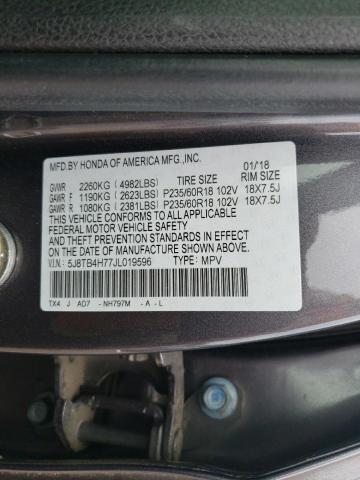 MFD.BY HONDA OF AMERICA MFG.,INC. 01/18
GVWR 2260KG ( 4982LBS) TIRE SIZE RIM SIZE
GAWR F 1190KG ( 2623LBS) P235/60R18 102V 18X7.5J
GAWR R 1080KG ( 2381LBS) P235/60R18 102V 18X7.5J
THIS VEHICLE CONFORMS TO ALL APPLICABLE
FEDERAL MOTOR VEHICLE SAFETY, BUMPER,
AND THEFT PREVENTION STANDARDS IN EFFECT
ON THE DATE OF MANUFACTURE SHOWN ABOVE.
V.I.N.: 5J8TB4H77JL019596 TYPE: MPV
TX4 J AD7 - NH797M - A - L